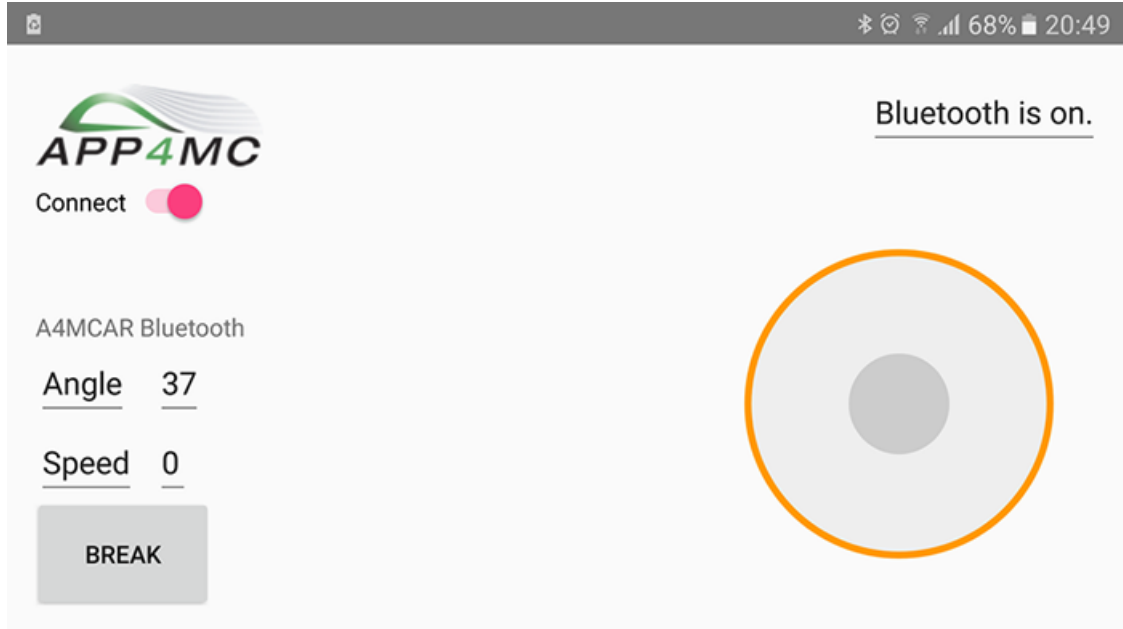 68% 20:49
APP4MC
Bluetooth is on.
Connect
A4MCAR Bluetooth
Angle 37
Speed 0
BREAK